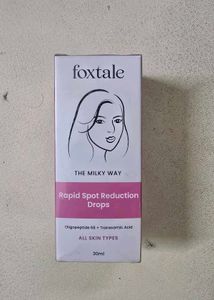 foxtale
THE MILKY WAY
Rapid Spot Reduction
Drops
Oligopeptide 68 + Tranexamic Acid
ALL SKIN TYPES
30ml